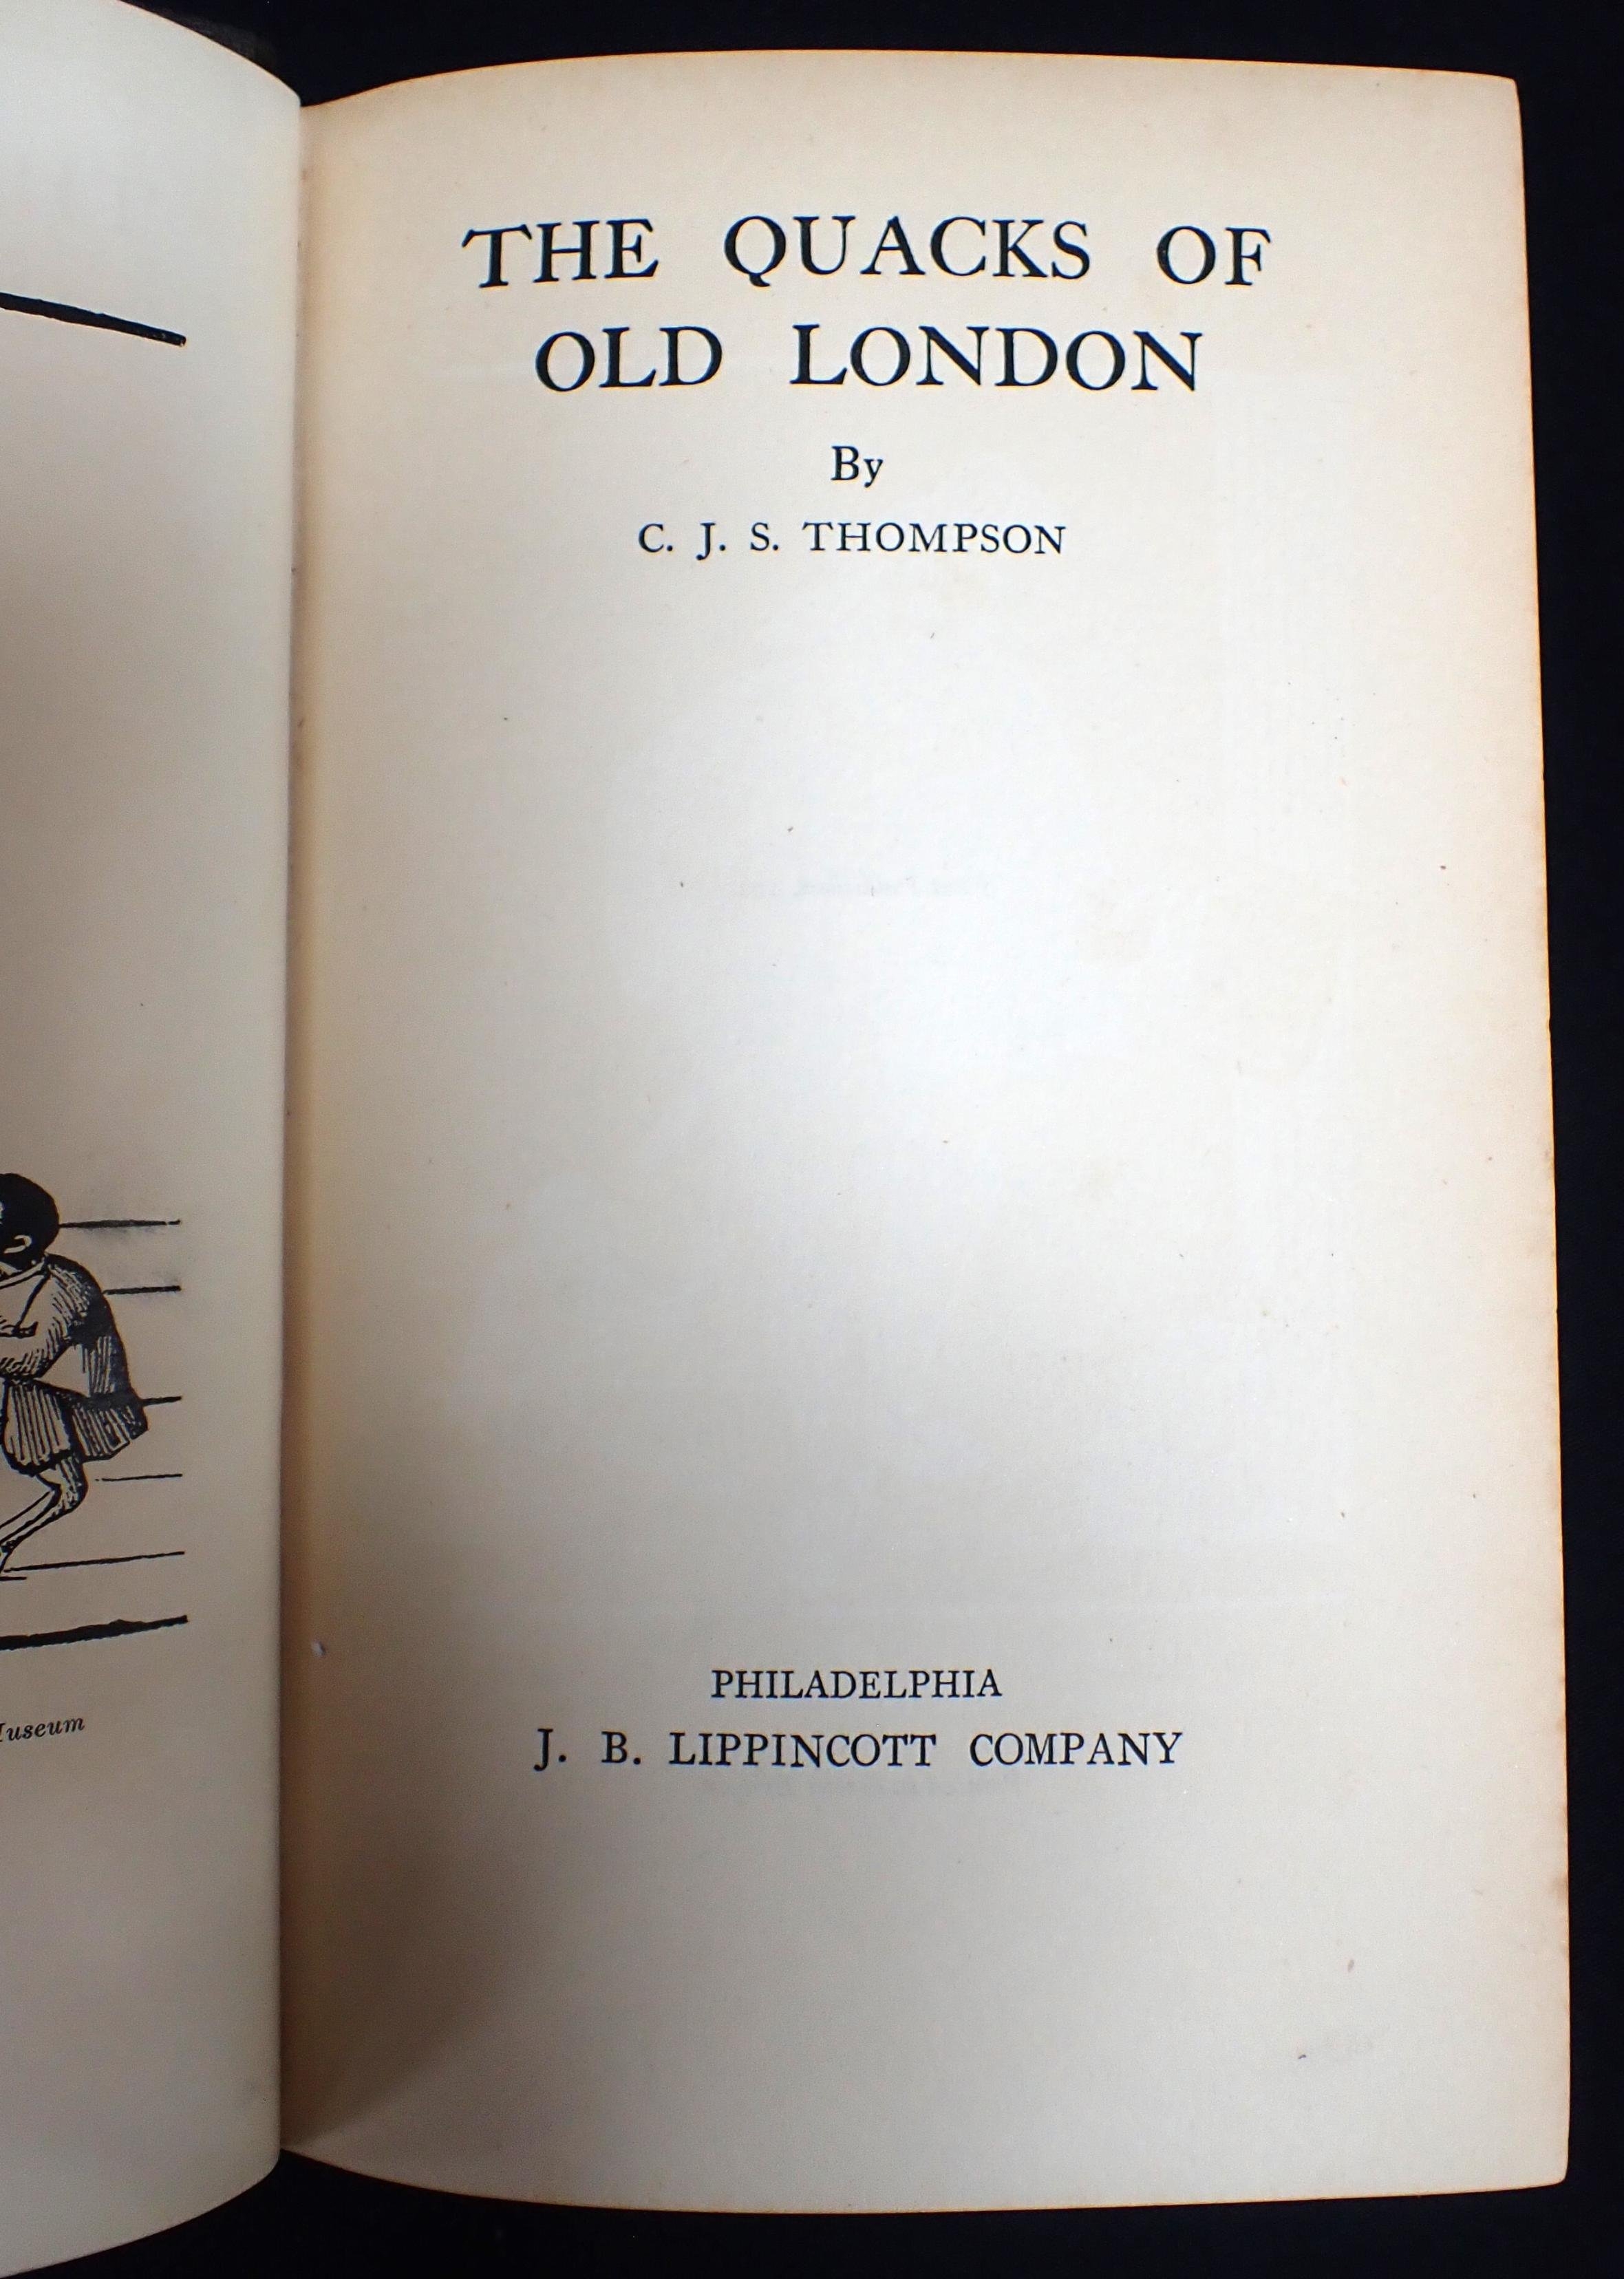 THE QUACKS OF
OLD LONDON
By
C. J. S. THOMPSON
PHILADELPHIA
J. B. LIPPINCOTT COMPANY